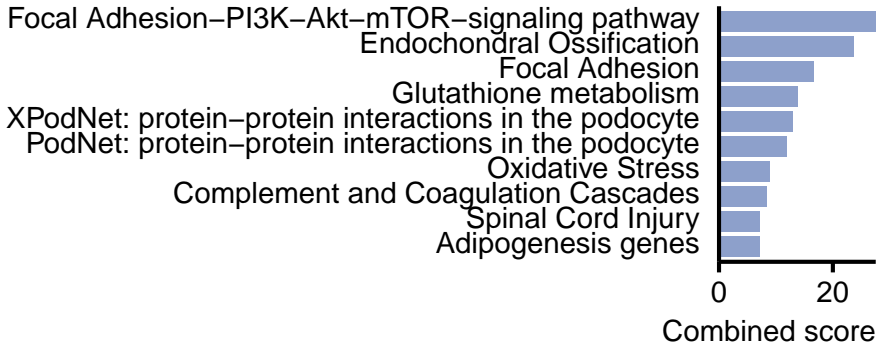 Focal Adhesion−PI3K−Akt−mTOR−signaling pathway
Endochondral Ossification
Focal Adhesion
Glutathione metabolism
XPodNet: protein−protein interactions in the podocyte
PodNet: protein−protein interactions in the podocyte
Oxidative Stress
Complement and Coagulation Cascades
Spinal Cord Injury
Adipogenesis genes
0 20
Combined score